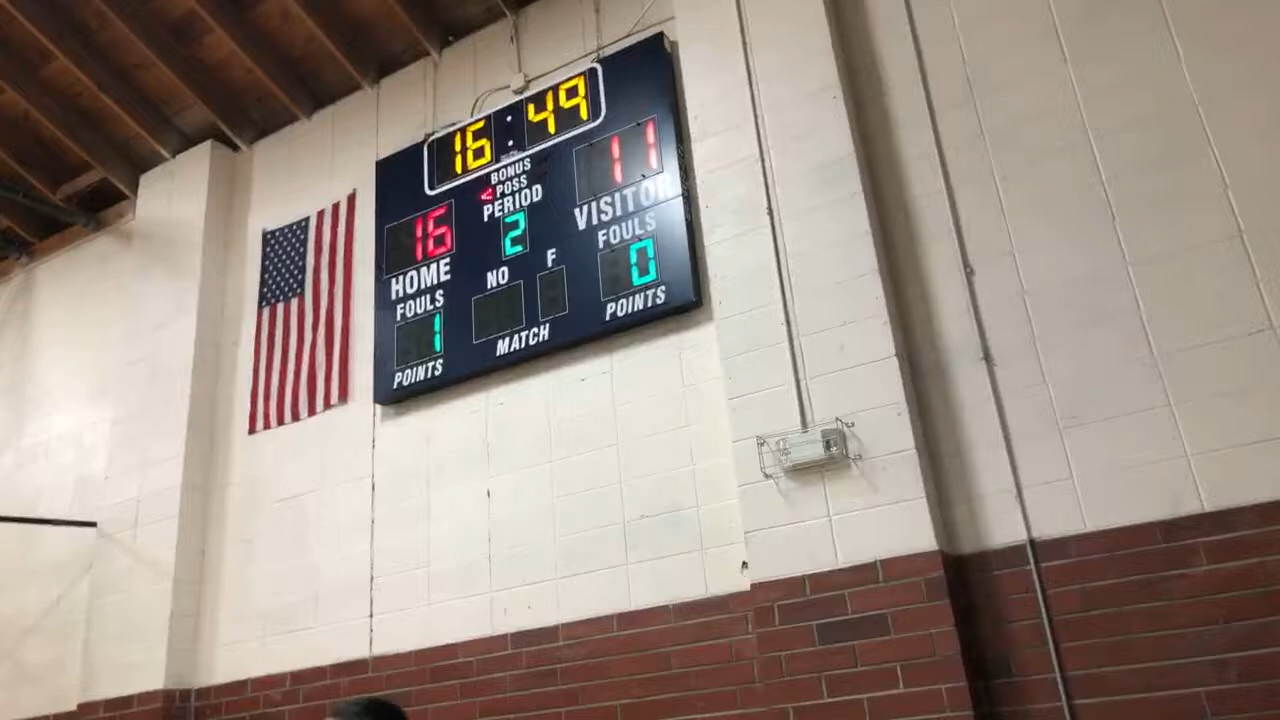 16:49
BONUS
< POSS
PERIOD
2
16
HOME
11
VISITOR
FOULS
1
POINTS
NO
F
MATCH
FOULS
0
POINTS